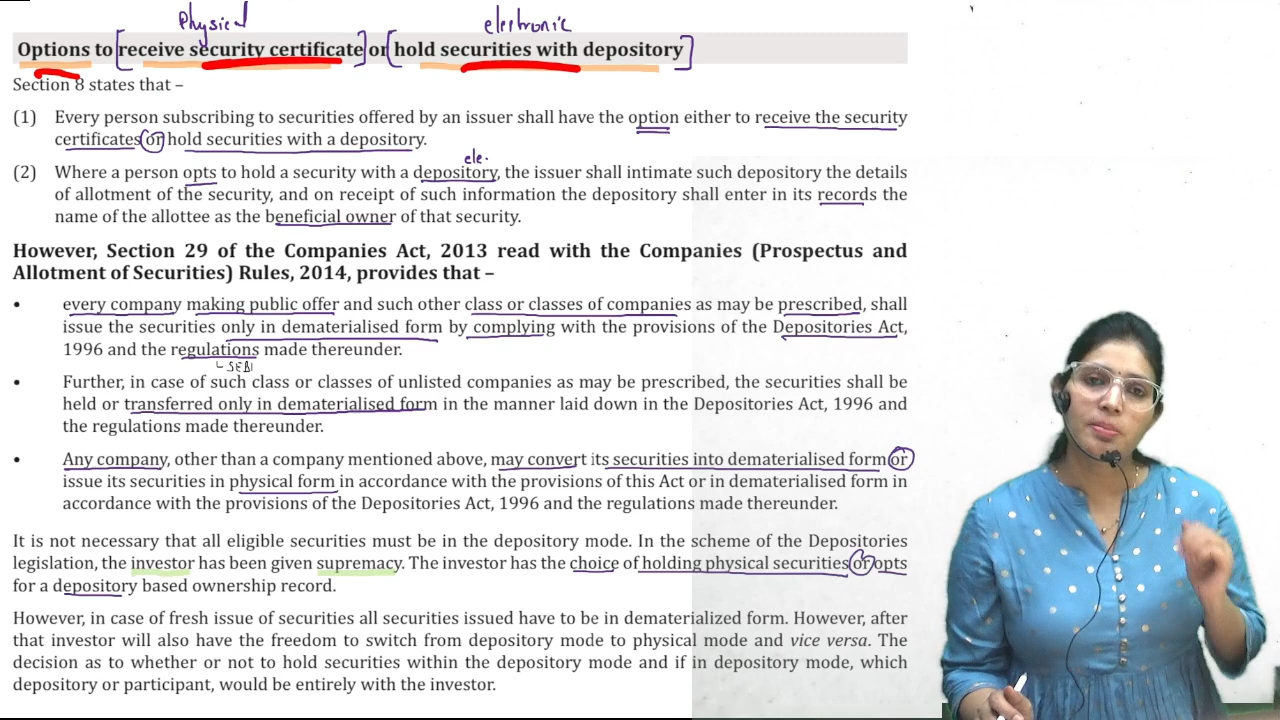 Physical electronic
Options to [receive security certificate] or [hold securities with depository]
Section 8 states that –
(1) Every person subscribing to securities offered by an issuer shall have the option either to receive the security
certificates or hold securities with a depository.
ele.
(2) Where a person opts to hold a security with a depository, the issuer shall intimate such depository the details
of allotment of the security, and on receipt of such information the depository shall enter in its records the
name of the allottee as the beneficial owner of that security.
However, Section 29 of the Companies Act, 2013 read with the Companies (Prospectus and
Allotment of Securities) Rules, 2014, provides that –
• every company making public offer and such other class or classes of companies as may be prescribed, shall
issue the securities only in dematerialised form by complying with the provisions of the Depositories Act,
1996 and the regulations made thereunder.
SEBI
• Further, in case of such class or classes of unlisted companies as may be prescribed, the securities shall be
held or transferred only in dematerialised form in the manner laid down in the Depositories Act, 1996 and
the regulations made thereunder.
• Any company, other than a company mentioned above, may convert its securities into dematerialised form or
issue its securities in physical form in accordance with the provisions of this Act or in dematerialised form in
accordance with the provisions of the Depositories Act, 1996 and the regulations made thereunder.
It is not necessary that all eligible securities must be in the depository mode. In the scheme of the Depositories
legislation, the investor has been given supremacy. The investor has the choice of holding physical securities or opts
for a depository based ownership record.
However, in case of fresh issue of securities all securities issued have to be in dematerialized form. However, after
that investor will also have the freedom to switch from depository mode to physical mode and vice versa. The
decision as to whether or not to hold securities within the depository mode and if in depository mode, which
depository or participant, would be entirely with the investor.